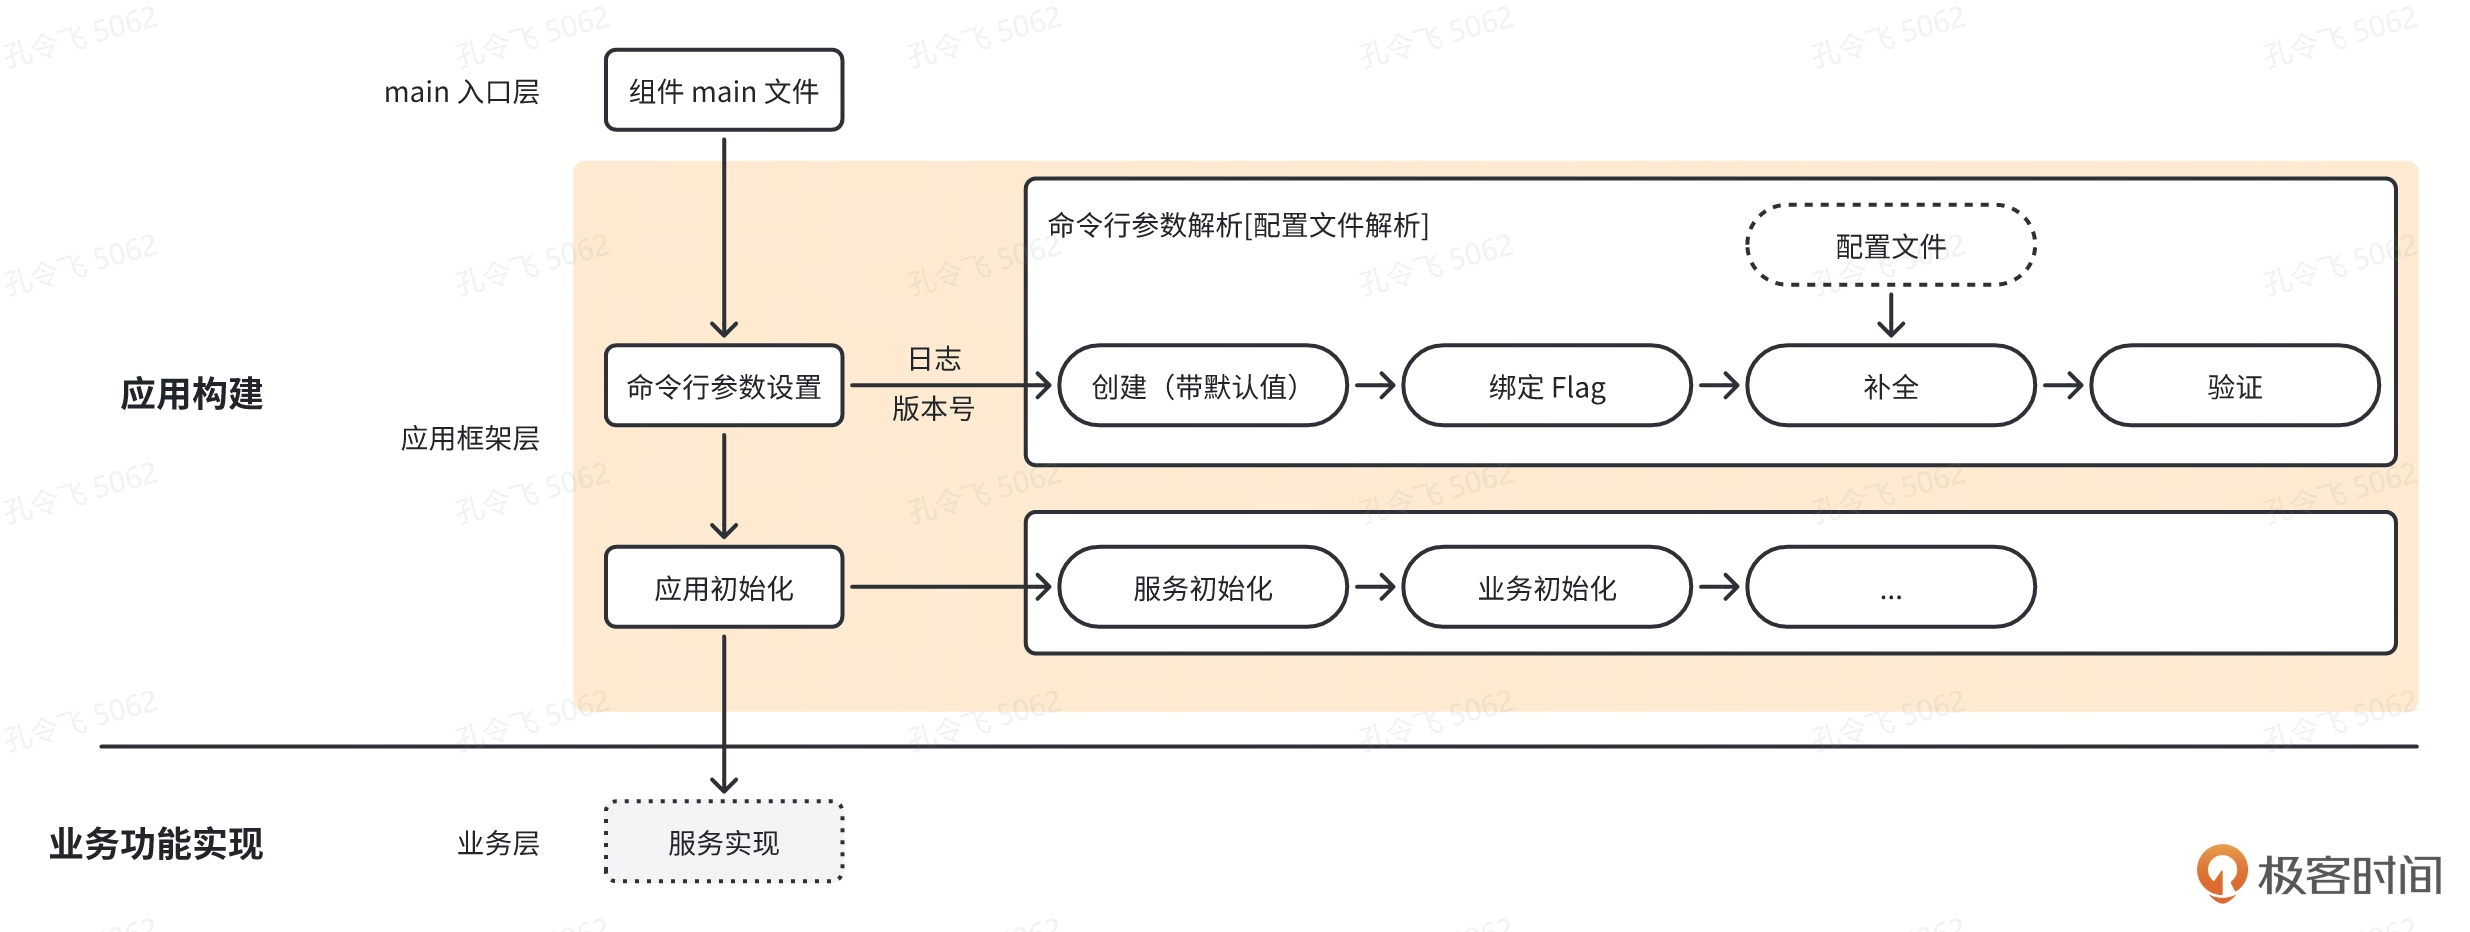 main 入口层
组件 main 文件
命令行参数解析[配置文件解析]
配置文件
应用构建
应用框架层
命令行参数设置
日志
版本号
创建（带默认值）
绑定 Flag
补全
验证
应用初始化
服务初始化
业务初始化
...
业务功能实现
业务层
服务实现
极客时间
孔令飞 5062